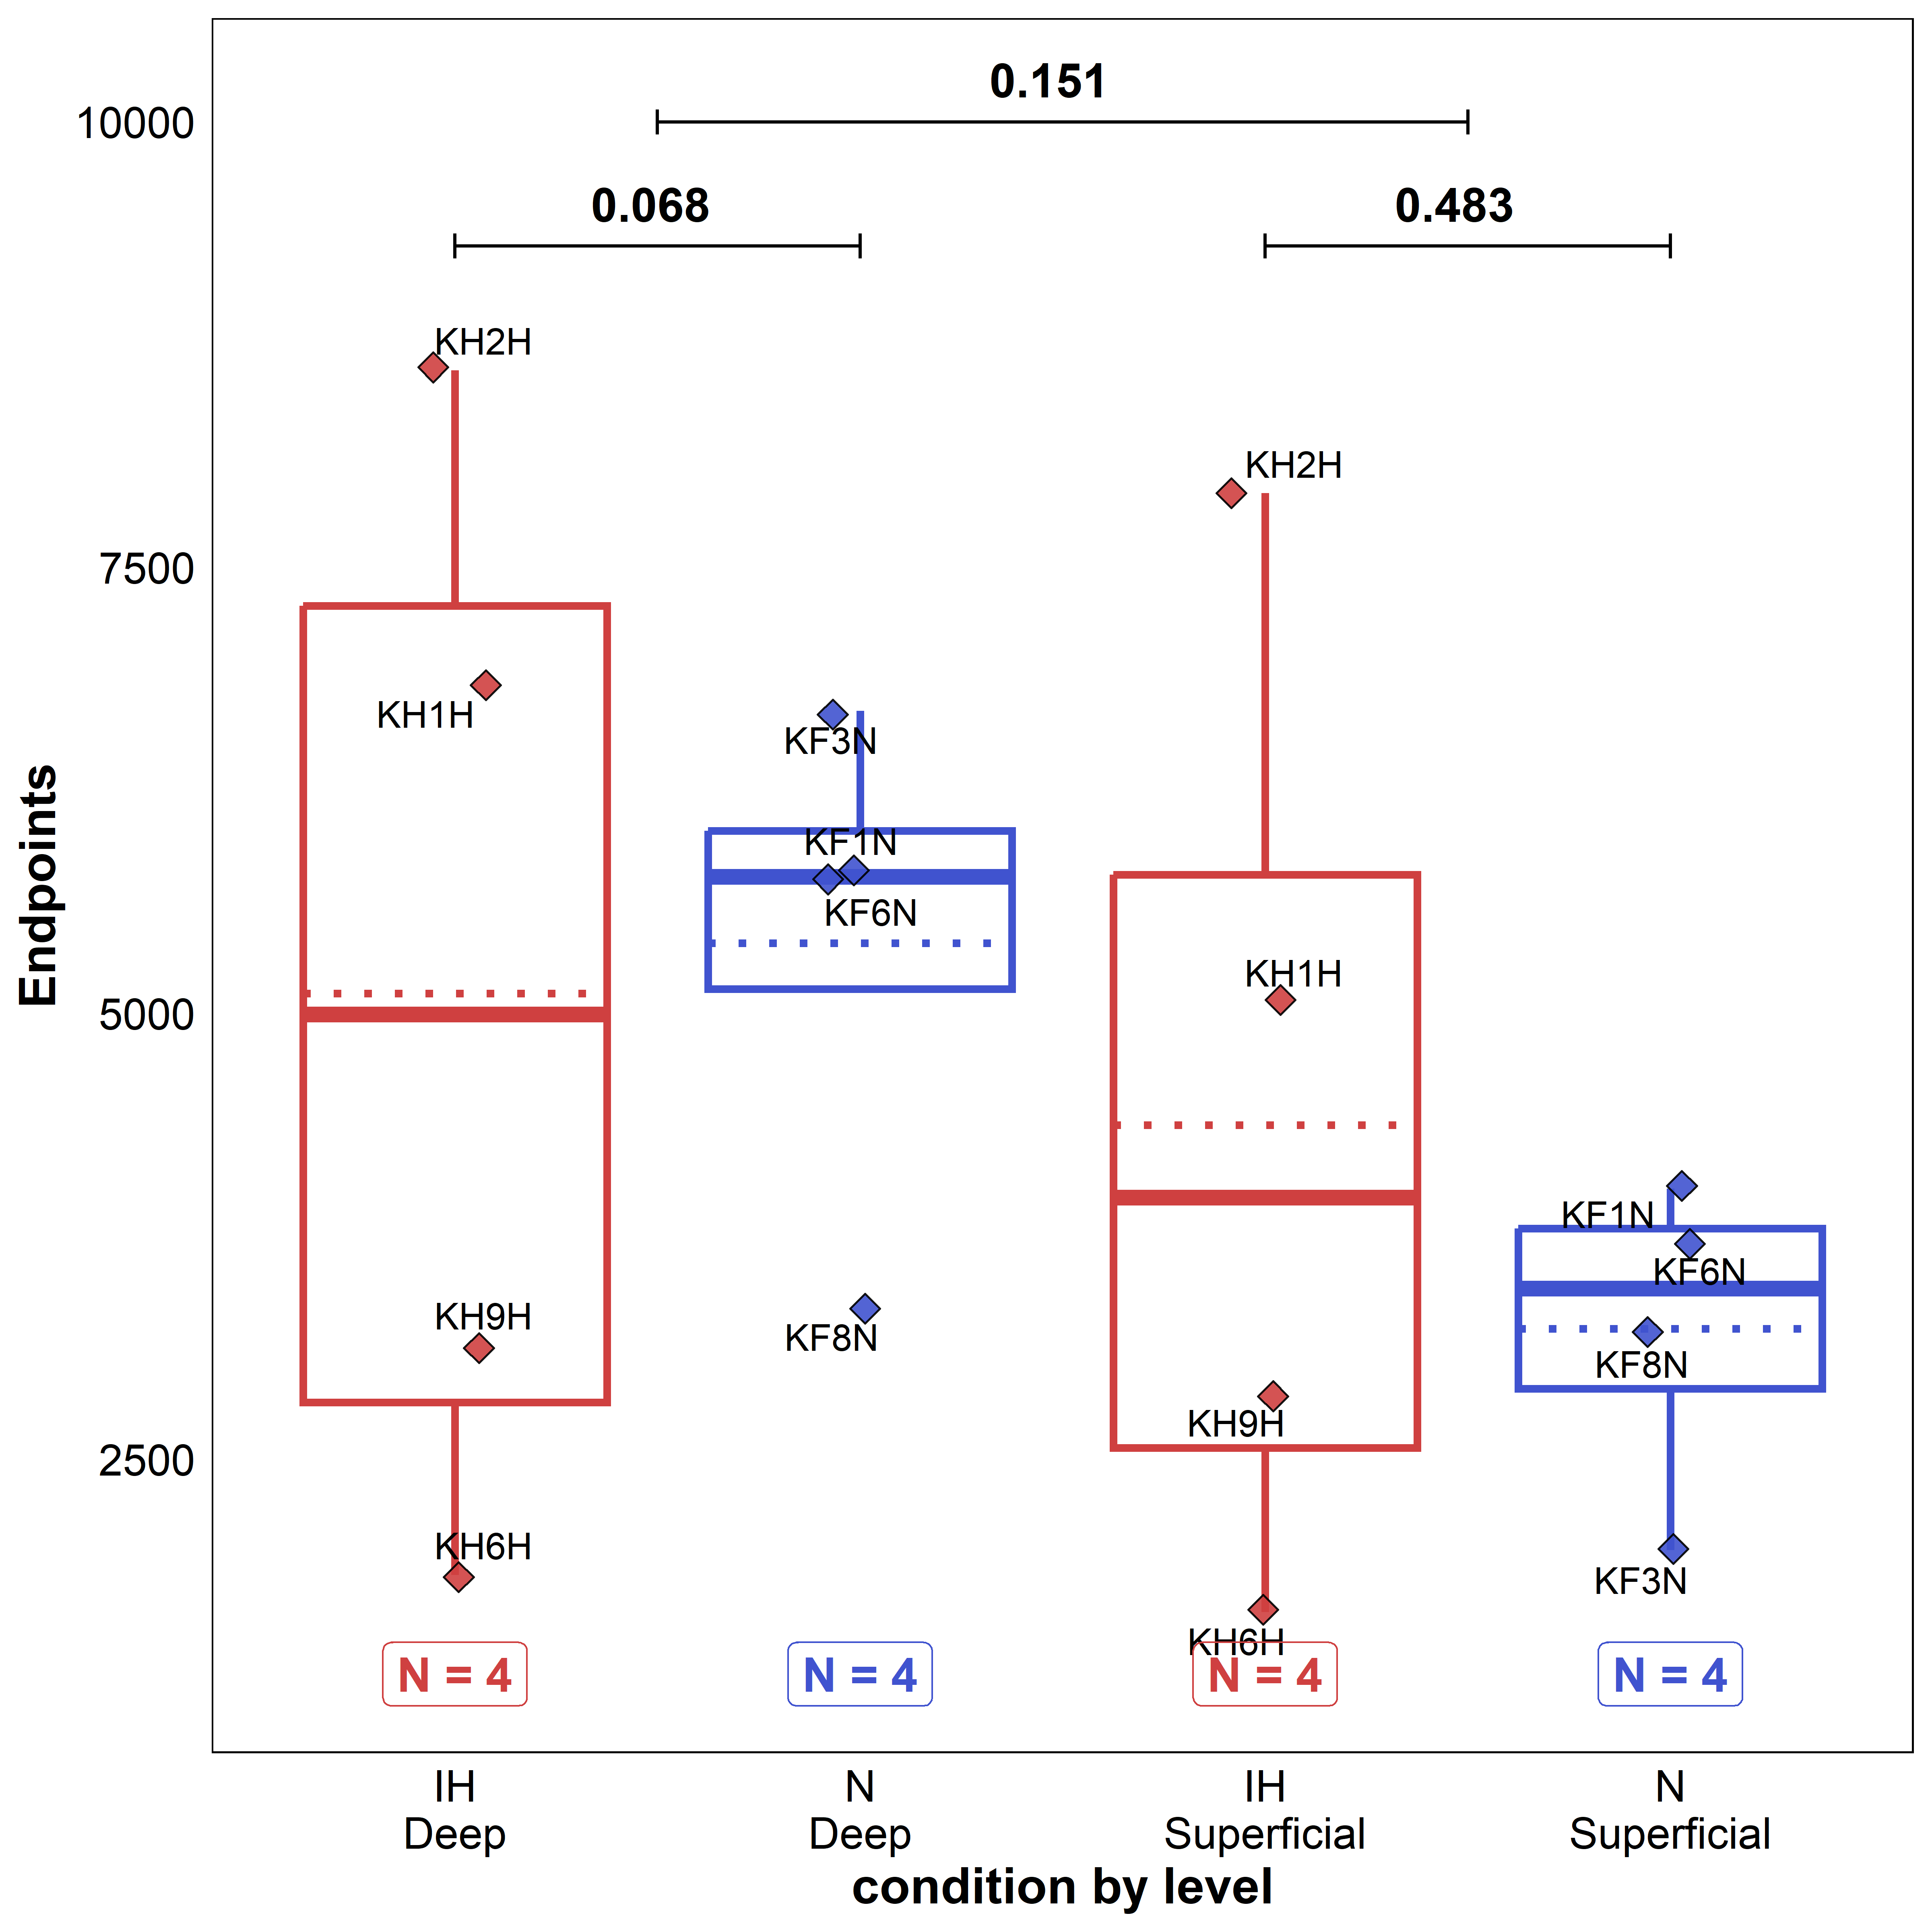 0.151
10000
0.068
0.483
KH2H
KH2H
7500
KH1H
KF3N
KF1N
KF6N
KH1H
Endpoints
5000
KF1N
KF6N
KH9H
KF8N
KF8N
KH9H
2500
KH6H
KF3N
KH6H
N = 4
N = 4
N = 4
N = 4
IH
Deep
N
Deep
IH
Superficial
N
Superficial
condition by level